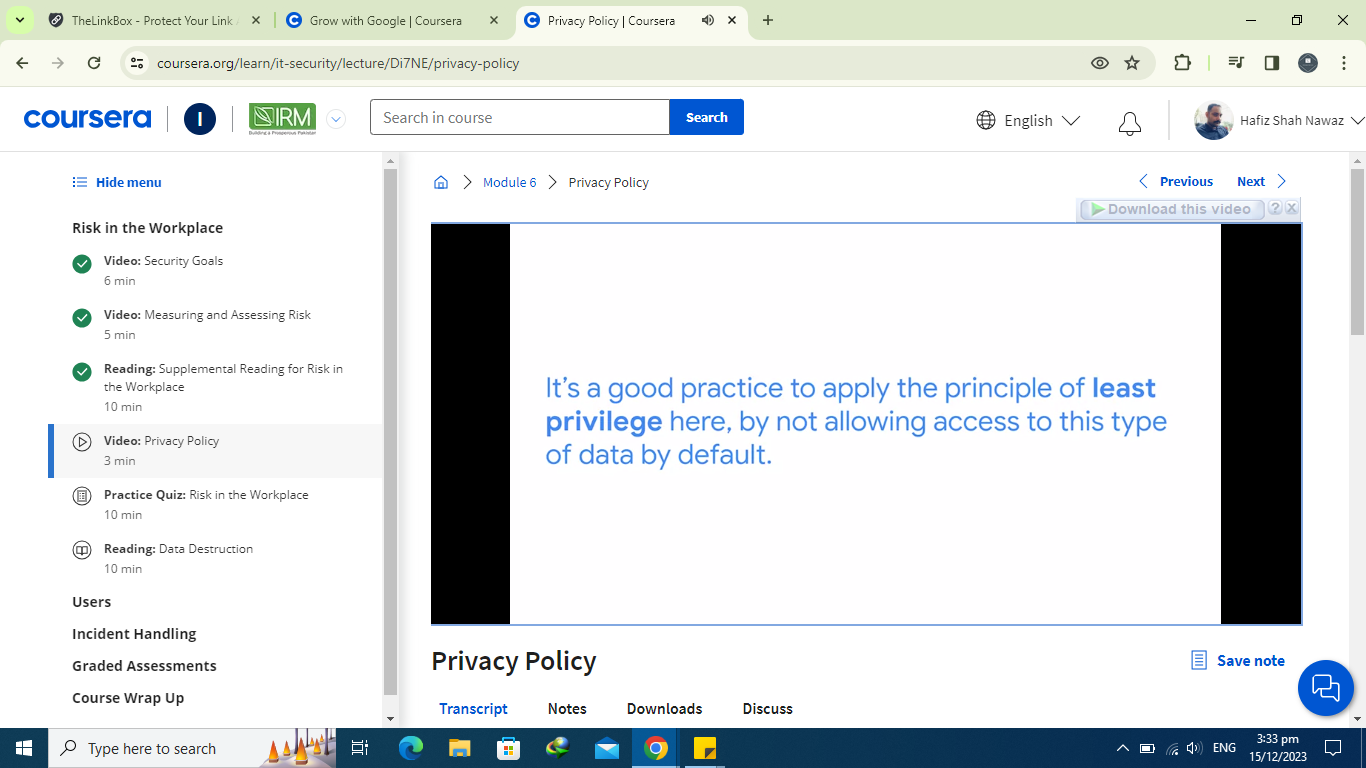 TheLinkBox - Protect Your Link A
Grow with Google | Coursera
Privacy Policy | Coursera
coursera.org/learn/it-security/lecture/Di7NE/privacy-policy
coursera
I
IRM
Building a Prosperous Pakistan
Search in course
Search
English
Hafiz Shah Nawaz
Hide menu
Risk in the Workplace
Video: Security Goals
6 min
Video: Measuring and Assessing Risk
5 min
Reading: Supplemental Reading for Risk in
the Workplace
10 min
Video: Privacy Policy
3 min
Practice Quiz: Risk in the Workplace
10 min
Reading: Data Destruction
10 min
Users
Incident Handling
Graded Assessments
Course Wrap Up
Module 6
Privacy Policy
Previous
Next
Download this video ? X
It's a good practice to apply the principle of least
privilege here, by not allowing access to this type
of data by default.
Privacy Policy
Save note
Transcript
Notes
Downloads
Discuss
Type here to search
ENG
3:33 pm
15/12/2023